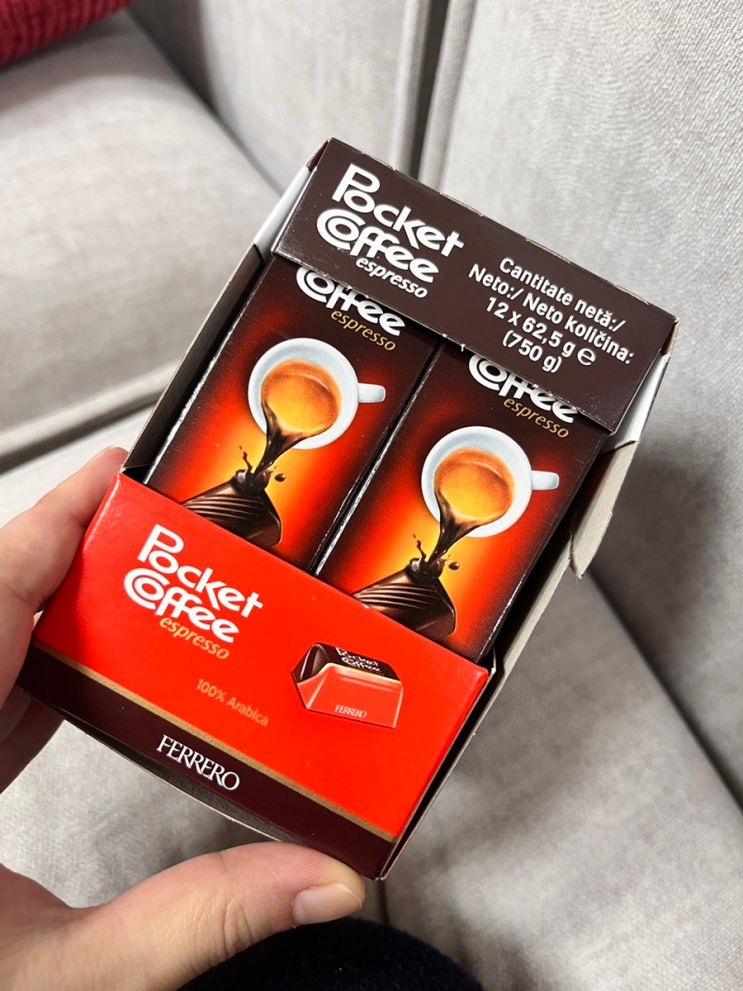 Pocket
Coffee
espresso
Cantitate netă:/
Neto:/ Neto količina:
12 x 62,5 g e
(750 g)
Coffee
espresso
Coffee
espresso
Pocket
Coffee
espresso
100% Arabica
Pocket
Coffee
FERRERO
FERRERO